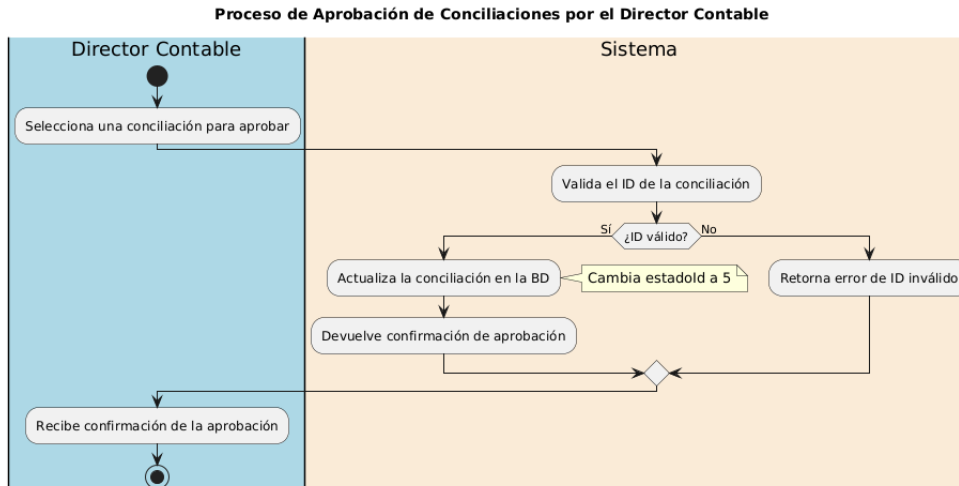 Proceso de Aprobación de Conciliaciones por el Director Contable
Director Contable
Sistema
Selecciona una conciliación para aprobar
Valida el ID de la conciliación
Sí
¿ID válido?
No
Actualiza la conciliación en la BD
Cambia estadoId a 5
Retorna error de ID inválido
Devuelve confirmación de aprobación
Recibe confirmación de la aprobación